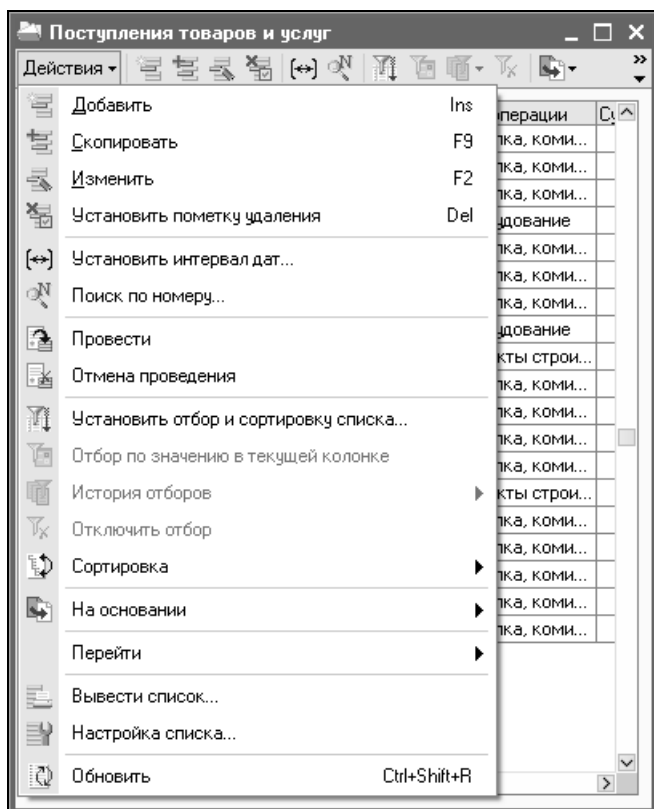 Поступления товаров и услуг
Действия
Добавить Ins
Скопировать F9
Изменить F2
Установить пометку удаления Del
Установить интервал дат...
Поиск по номеру...
Провести
Отмена проведения
Установить отбор и сортировку списка...
Отбор по значению в текущей колонке
История отборов
Отключить отбор
Сортировка
На основании
Перейти
Вывести список...
Настройка списка...
Обновить Ctrl+Shift+R